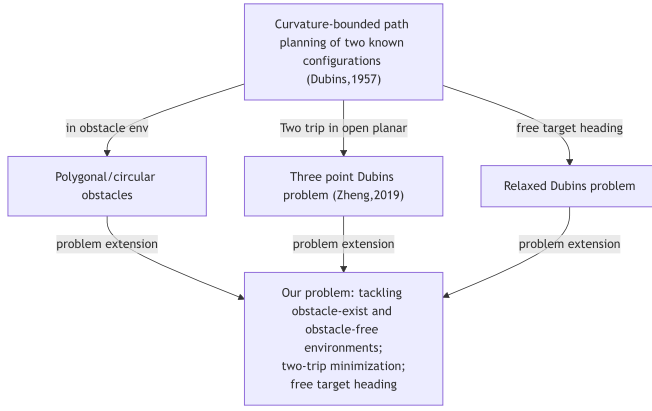 Curvature-bounded path
planning of two known
configurations
(Dubins,1957)
in obstacle env
Two trip in open planar
free target heading
Polygonal/circular
obstacles
Three point Dubins
problem (Zheng,2019)
Relaxed Dubins problem
problem extension
problem extension
problem extension
Our problem: tackling
obstacle-exist and
obstacle-free
environments;
two-trip minimization;
free target heading